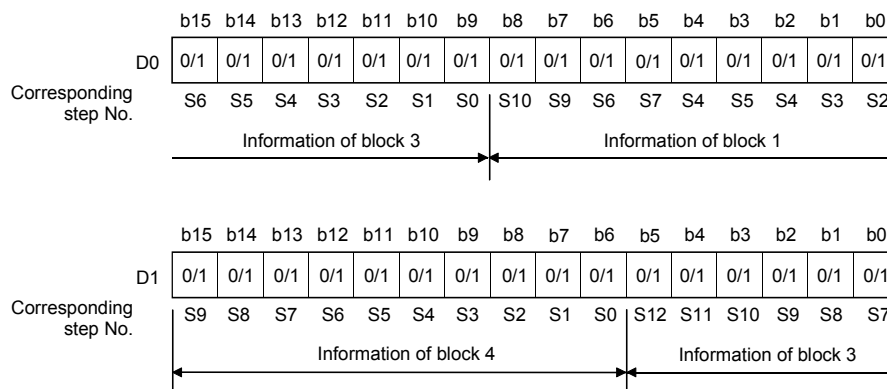 b15 b14 b13 b12 b11 b10 b9 b8 b7 b6 b5 b4 b3 b2 b1 b0
D0 0/1 0/1 0/1 0/1 0/1 0/1 0/1 0/1 0/1 0/1 0/1 0/1 0/1 0/1 0/1 0/1
Corresponding
step No.
S6 S5 S4 S3 S2 S1 S0 S10 S9 S6 S7 S4 S5 S4 S3 S2
Information of block 3 Information of block 1
b15 b14 b13 b12 b11 b10 b9 b8 b7 b6 b5 b4 b3 b2 b1 b0
D1 0/1 0/1 0/1 0/1 0/1 0/1 0/1 0/1 0/1 0/1 0/1 0/1 0/1 0/1 0/1 0/1
Corresponding
step No.
S9 S8 S7 S6 S5 S4 S3 S2 S1 S0 S12 S11 S10 S9 S8 S7
Information of block 4 Information of block 3